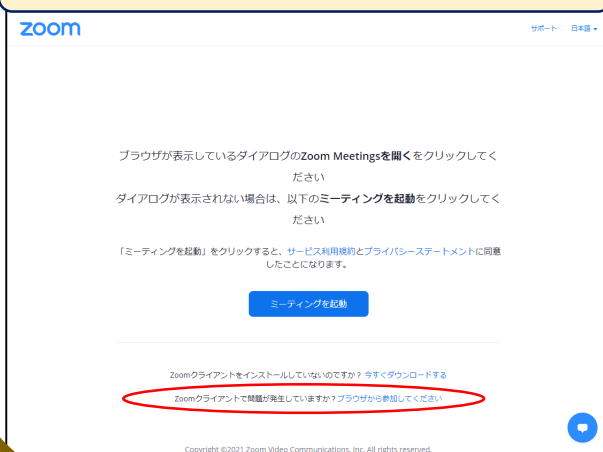 zoom
サポート 日本語
ブラウザが表示しているダイアログのZoom Meetingsを開くをクリックしてく
ださい
ダイアログが表示されない場合は、以下のミーティングを起動をクリックしてく
ださい
「ミーティングを起動」をクリックすると、サービス利用規約とプライバシーステートメントに同意
したことになります。
ミーティングを起動
Zoomクライアントをインストールしていないのですか？ 今すぐダウンロードする
Zoomクライアントで問題が発生していますか？ブラウザから参加してください
Copyright ©2021 Zoom Video Communications, Inc. All rights reserved.